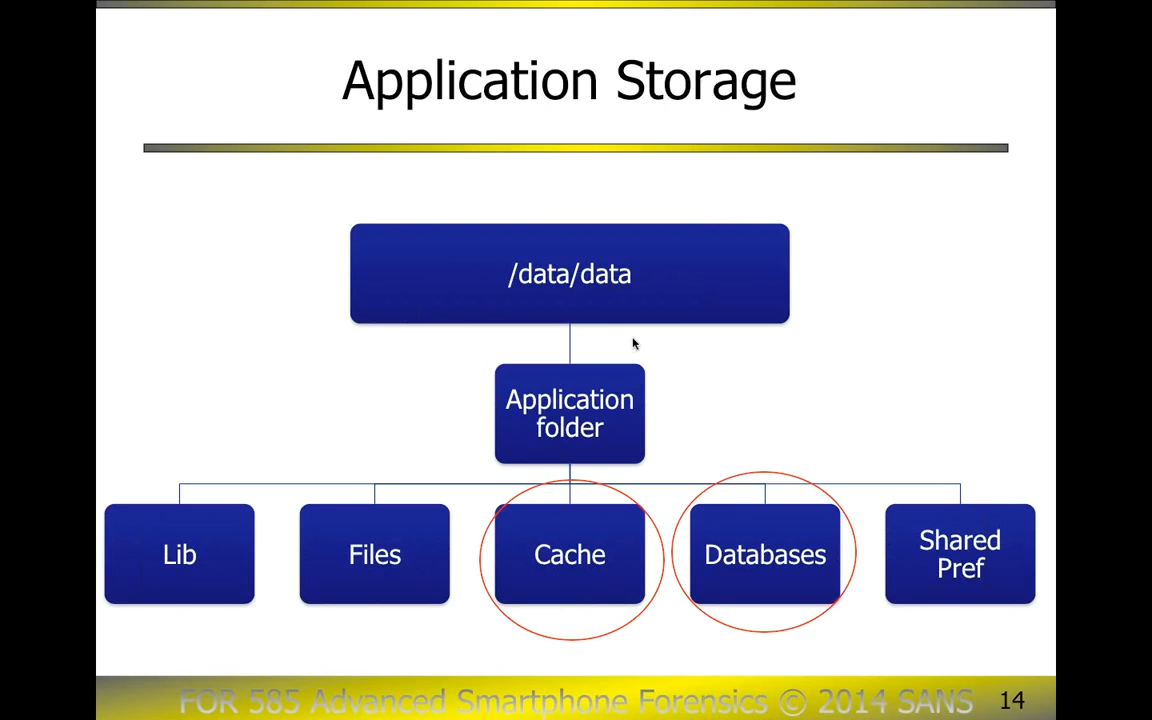 Application Storage
/data/data
Application
folder
Lib
Files
Cache
Databases
Shared
Pref
FOR 585 Advanced Smartphone Forensics © 2014 SANS
14